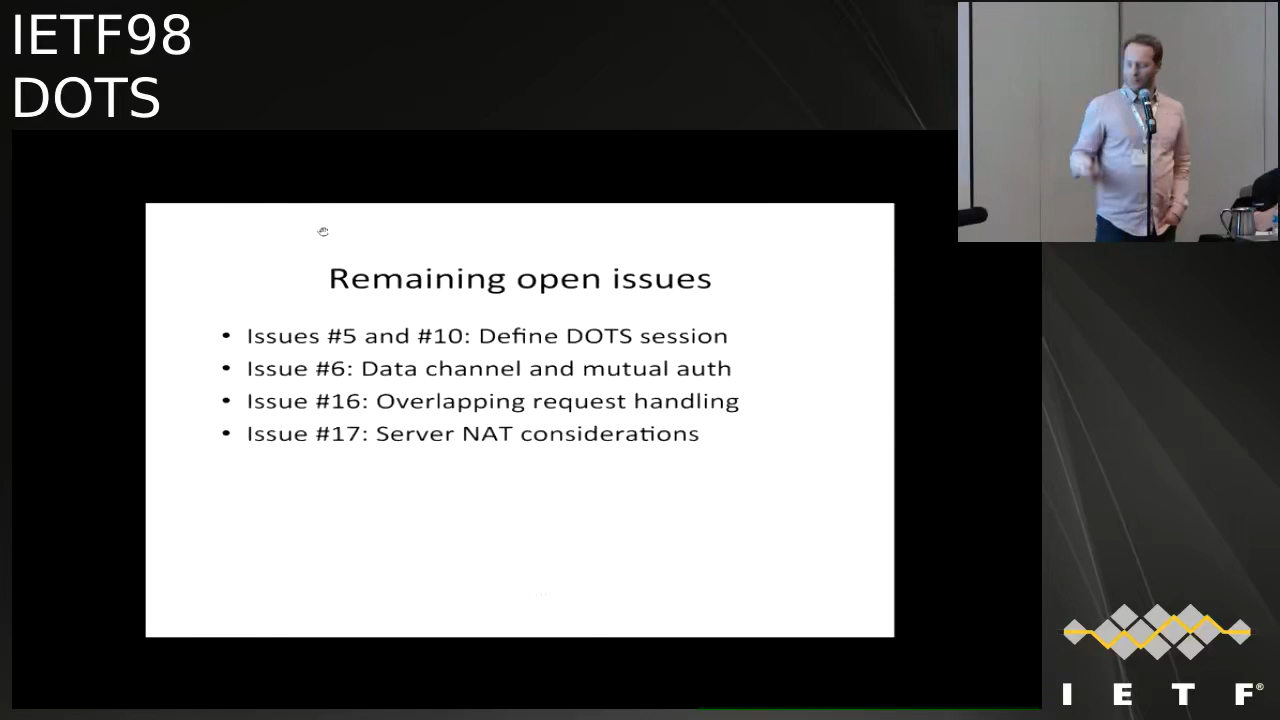 IETF98
DOTS
Remaining open issues
• Issues #5 and #10: Define DOTS session
• Issue #6: Data channel and mutual auth
• Issue #16: Overlapping request handling
• Issue #17: Server NAT considerations
I E T F®